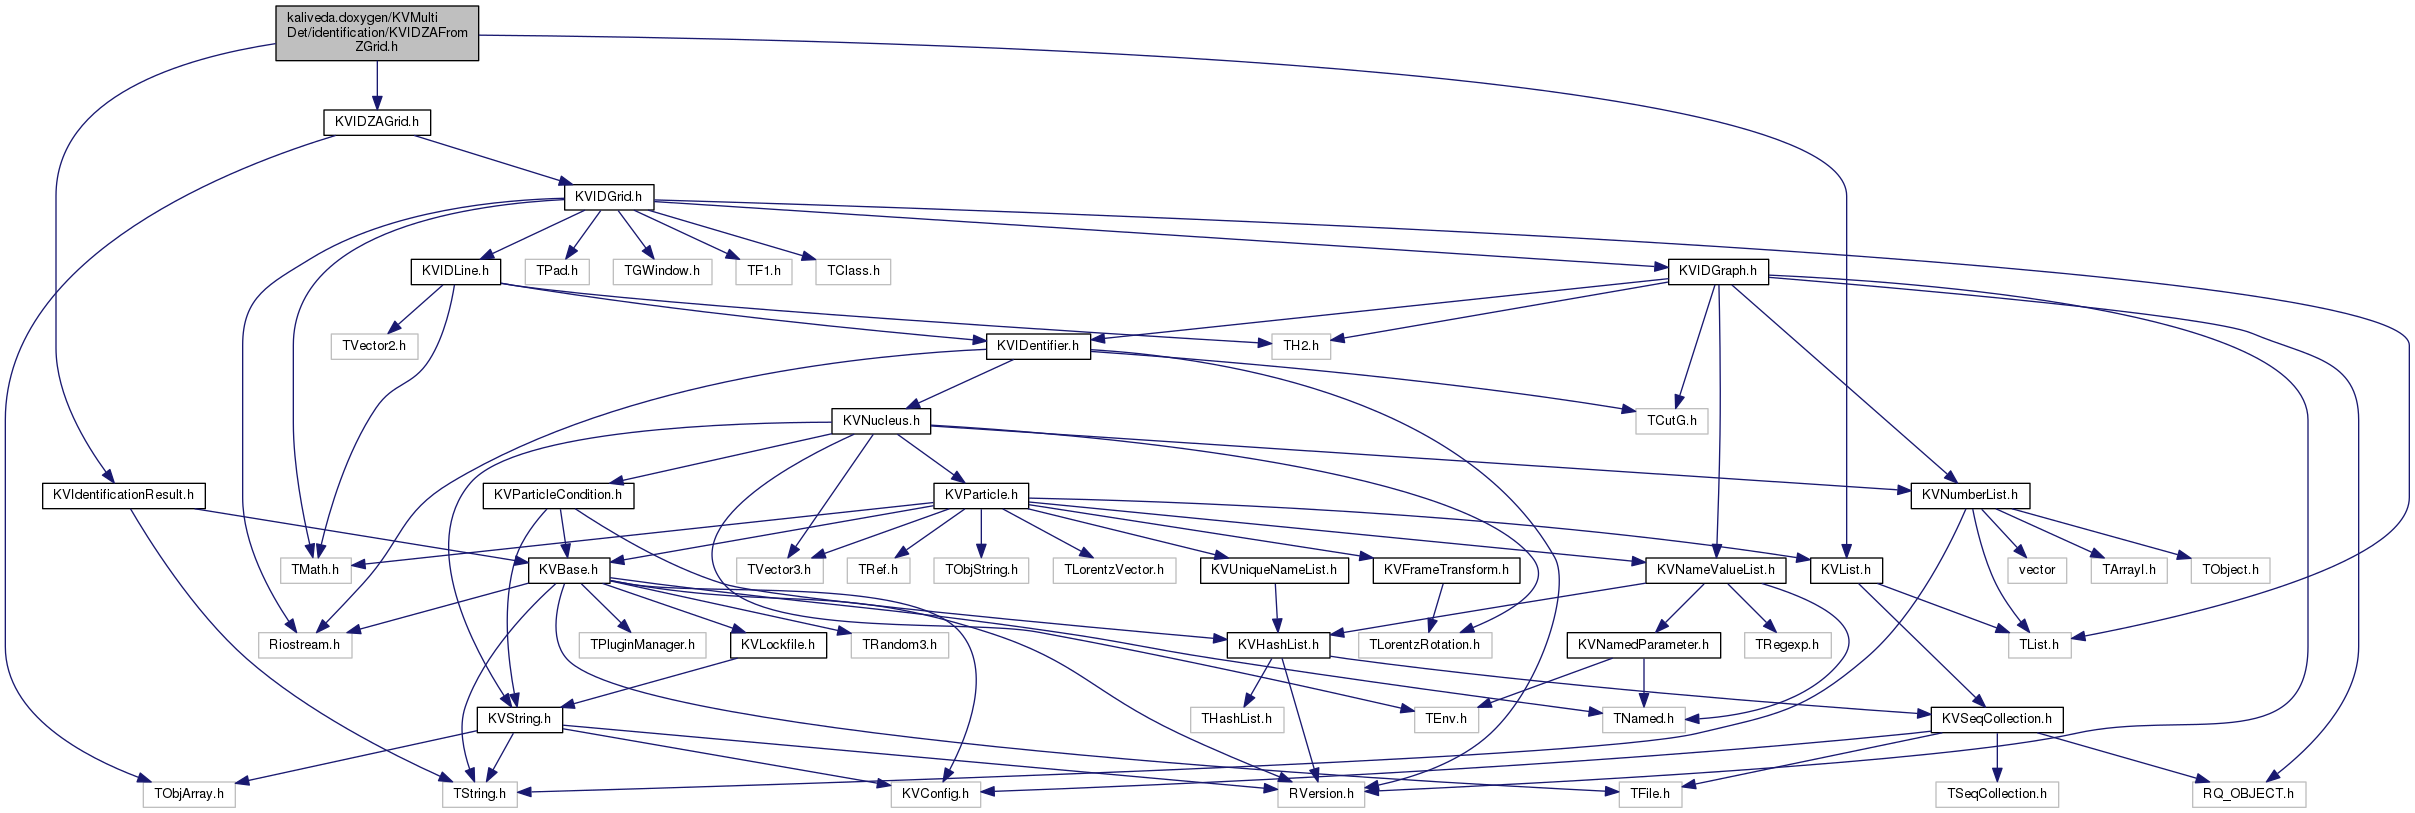 kaliveda.doxygen/KVMulti
Det/identification/KVIDZAFrom
ZGrid.h
KVIDZAGrid.h
KVIDGrid.h
KVIDLine.h
TPad.h
TGWindow.h
TF1.h
TClass.h
KVIDGraph.h
TVector2.h
KVIDentifier.h
TH2.h
KVNucleus.h
TCutG.h
KVIdentificationResult.h
KVParticleCondition.h
KVParticle.h
KVNumberList.h
TMath.h
KVBase.h
TVector3.h
TRef.h
TObjString.h
TLorentzVector.h
KVUniqueNameList.h
KVFrameTransform.h
KVNameValueList.h
KVList.h
vector
TArrayI.h
TObject.h
Riostream.h
TPluginManager.h
KVLockfile.h
TRandom3.h
KVHashList.h
TLorentzRotation.h
KVNamedParameter.h
TRegexp.h
TList.h
KVString.h
THashList.h
TEnv.h
TNamed.h
KVSeqCollection.h
TObjArray.h
TString.h
KVConfig.h
RVersion.h
TFile.h
TSeqCollection.h
RQ_OBJECT.h